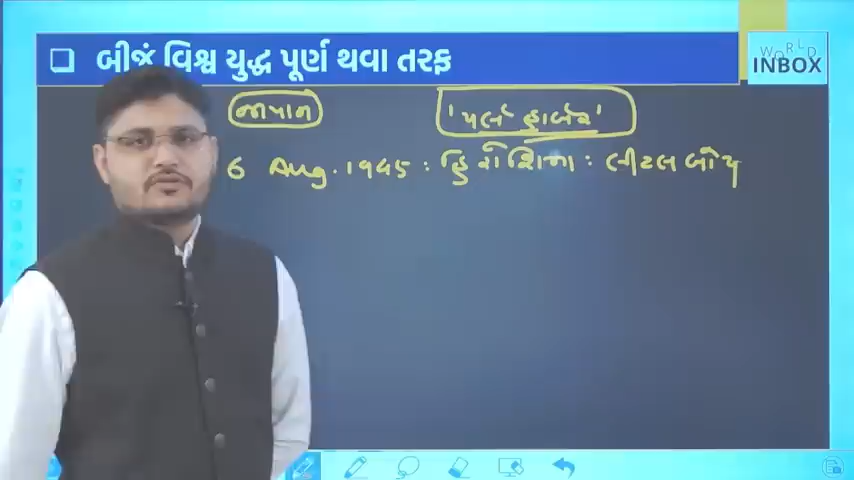 બીજું વિશ્વ યુદ્ધ પૂર્ણ થવા તરફ
WORLD
INBOX
જાપાન
'પર્લ હાર્બર'
6 Aug. 1945 : હિરોશિમા : લીટલ બોય